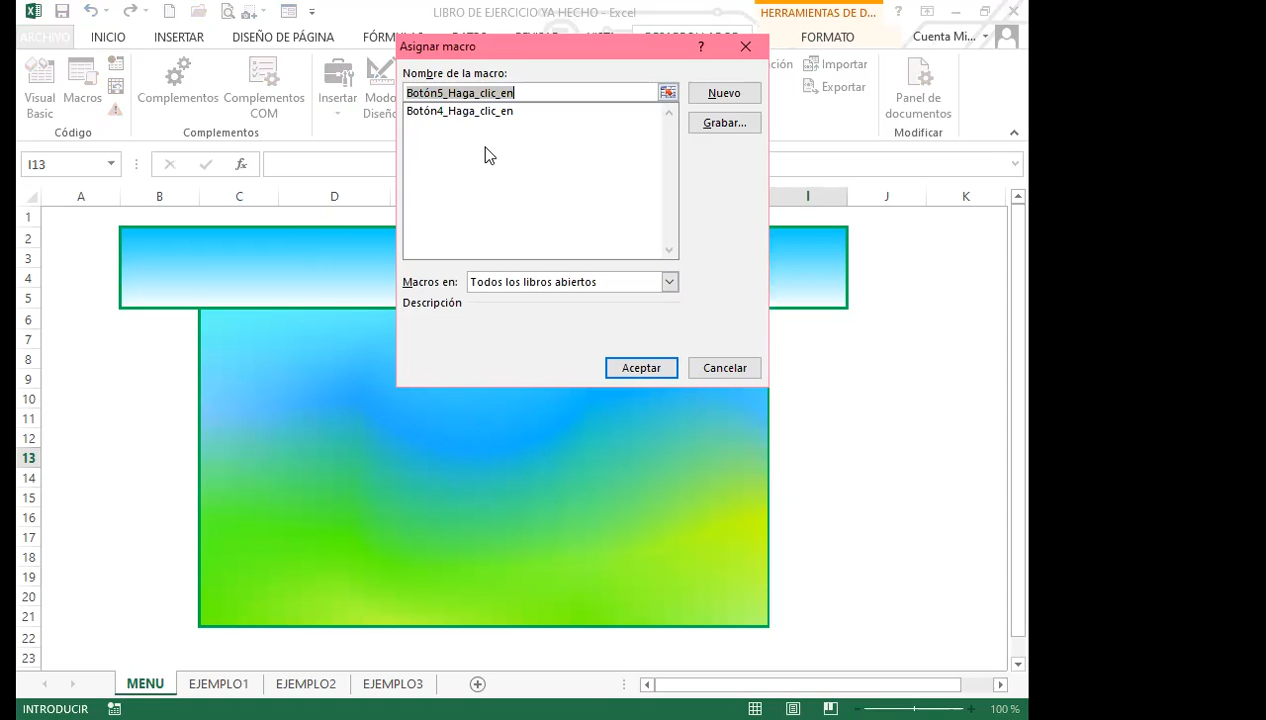 LIBRO DE EJERCICIO YA HECHO - Excel
HERRAMIENTAS DE D...
?
ARCHIVO
INICIO
INSERTAR
DISEÑO DE PÁGINA
FORMATO
Cuenta Mi...
Asignar macro
?
Nombre de la macro:
Botón5_Haga_clic_en
Botón4_Haga_clic_en
Nuevo
Grabar...
Macros en:
Todos los libros abiertos
Descripción
Aceptar
Cancelar
Visual
Basic
Macros
Código
Complementos
Complementos
COM
Complementos
Insertar
Modo
Diseño
Importar
Exportar
Panel de
documentos
Modificar
I13
fx
A B C D I J K
1
2
3
4
5
6
7
8
9
10
11
12
13
14
15
16
17
18
19
20
21
22
23
MENU
EJEMPLO1
EJEMPLO2
EJEMPLO3
INTRODUCIR
100 %